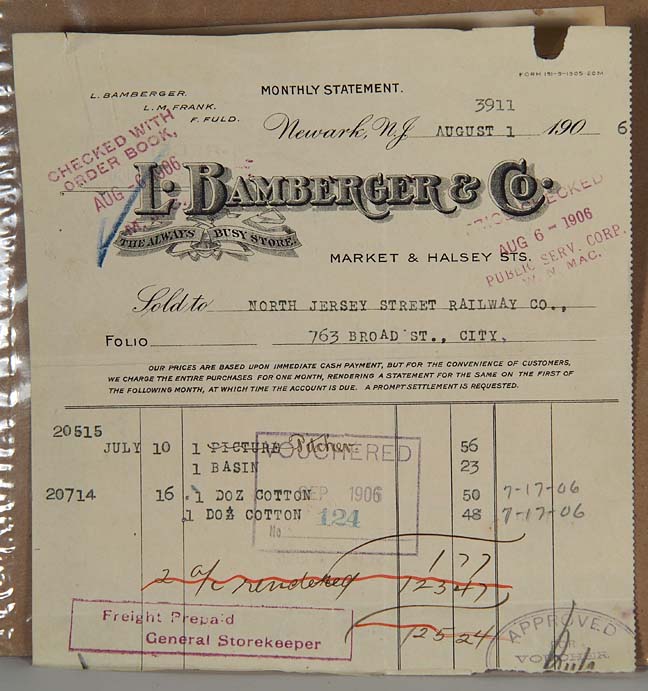 FORM 191-9-1905-20M
MONTHLY STATEMENT.
L. BAMBERGER.
L. M. FRANK.
F. FULD.
3911
Newark, N.J. AUGUST 1 190 6
CHECKED WITH
ORDER BOOK,
AUG 1906
L. BAMBERGER & CO.
THE ALWAYS BUSY STORE.
CHECKED
AUG 6 - 1906
PUBLIC SERV. CORP.
W. N. MAC.
MARKET & HALSEY STS.
Sold to NORTH JERSEY STREET RAILWAY CO.,
Folio 763 BROAD ST., CITY.
OUR PRICES ARE BASED UPON IMMEDIATE CASH PAYMENT, BUT FOR THE CONVENIENCE OF CUSTOMERS,
WE CHARGE THE ENTIRE PURCHASES FOR ONE MONTH, RENDERING A STATEMENT FOR THE SAME ON THE FIRST OF
THE FOLLOWING MONTH, AT WHICH TIME THE ACCOUNT IS DUE. A PROMPT SETTLEMENT IS REQUESTED.
20515
JULY 10 1 PICTURE Pitcher. 56
1 BASIN 23
20714 16 1 DOZ COTTON 50 7-17-06
1 DOZ COTTON 48 7-17-06
VOUCHERED
SEP 1906
No. 124
1 77
2 a/c rendered 123 47
125 24
Freight Prepaid
General Storekeeper
APPROVED
FOR
VOUCHER